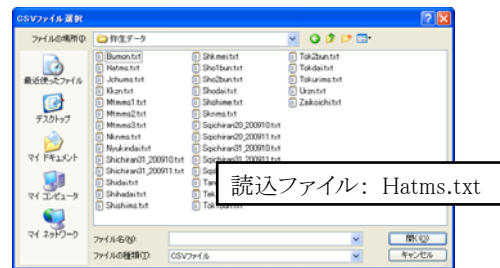 CSVファイル選択
ファイルの場所(I):
弥生データ
最近使ったファイル
デスクトップ
マイ ドキュメント
マイ コンピュータ
マイ ネットワーク
Bumon.txt
Hatms.txt
Jchums.txt
Kkzn.txt
Mtmms1.txt
Mtmms2.txt
Mtmms3.txt
Nknms.txt
Nyukindai.txt
Shichiran31_200910.txt
Shichiran31_200911.txt
Shidai.txt
Shihadai.txt
Shishime.txt
Shkmei.txt
Sho1bun.txt
Sho2bun.txt
Shodai.txt
Shshime.txt
Sknms.txt
Sqichiran20_200910.txt
Sqichiran20_200911.txt
Sqichiran31_200910.txt
Sqichiran31_200911.txt
Tok2bun.txt
Tokdai.txt
Tokurims.txt
Urzn.txt
Zaikoichi.txt
読込ファイル: Hatms.txt
ファイル名(N):
開く(O)
ファイルの種類(T):
CSVファイル
キャンセル